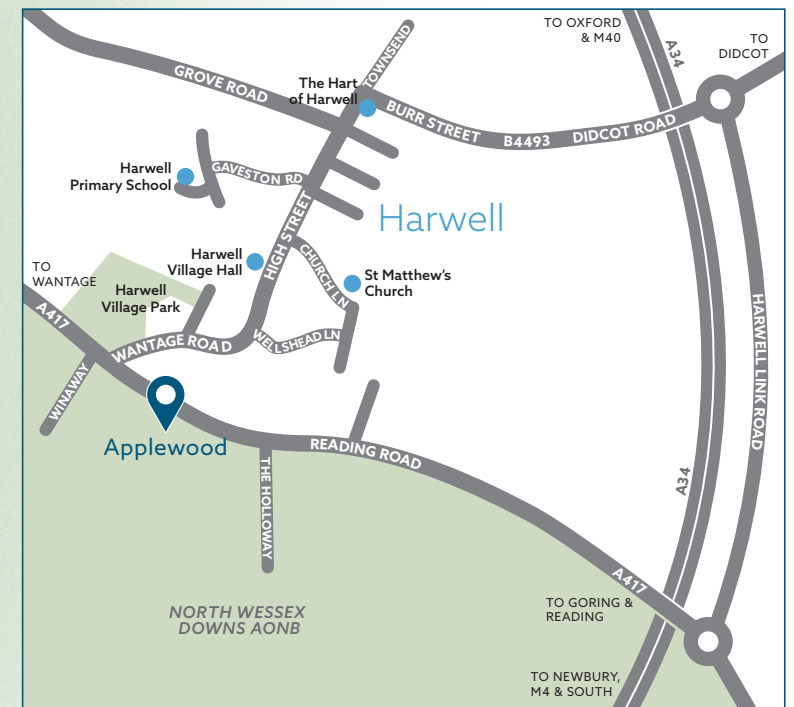 TO OXFORD
& M40
A34
TO
DIDCOT
TOWNSEND
GROVE ROAD
The Hart
of Harwell
BURR STREET
B4493
DIDCOT ROAD
Harwell
Primary School
GAVESTON RD
Harwell
HIGH STREET
Harwell
Village Hall
CHURCH LN
St Matthew's
Church
TO
WANTAGE
Harwell
Village Park
A417
WANTAGE ROAD
WELLSHEAD LN
HARWELL LINK ROAD
WINAWAY
Applewood
READING ROAD
THE HOLLOWAY
A34
A417
NORTH WESSEX
DOWNS AONB
TO GORING &
READING
TO NEWBURY,
M4 & SOUTH